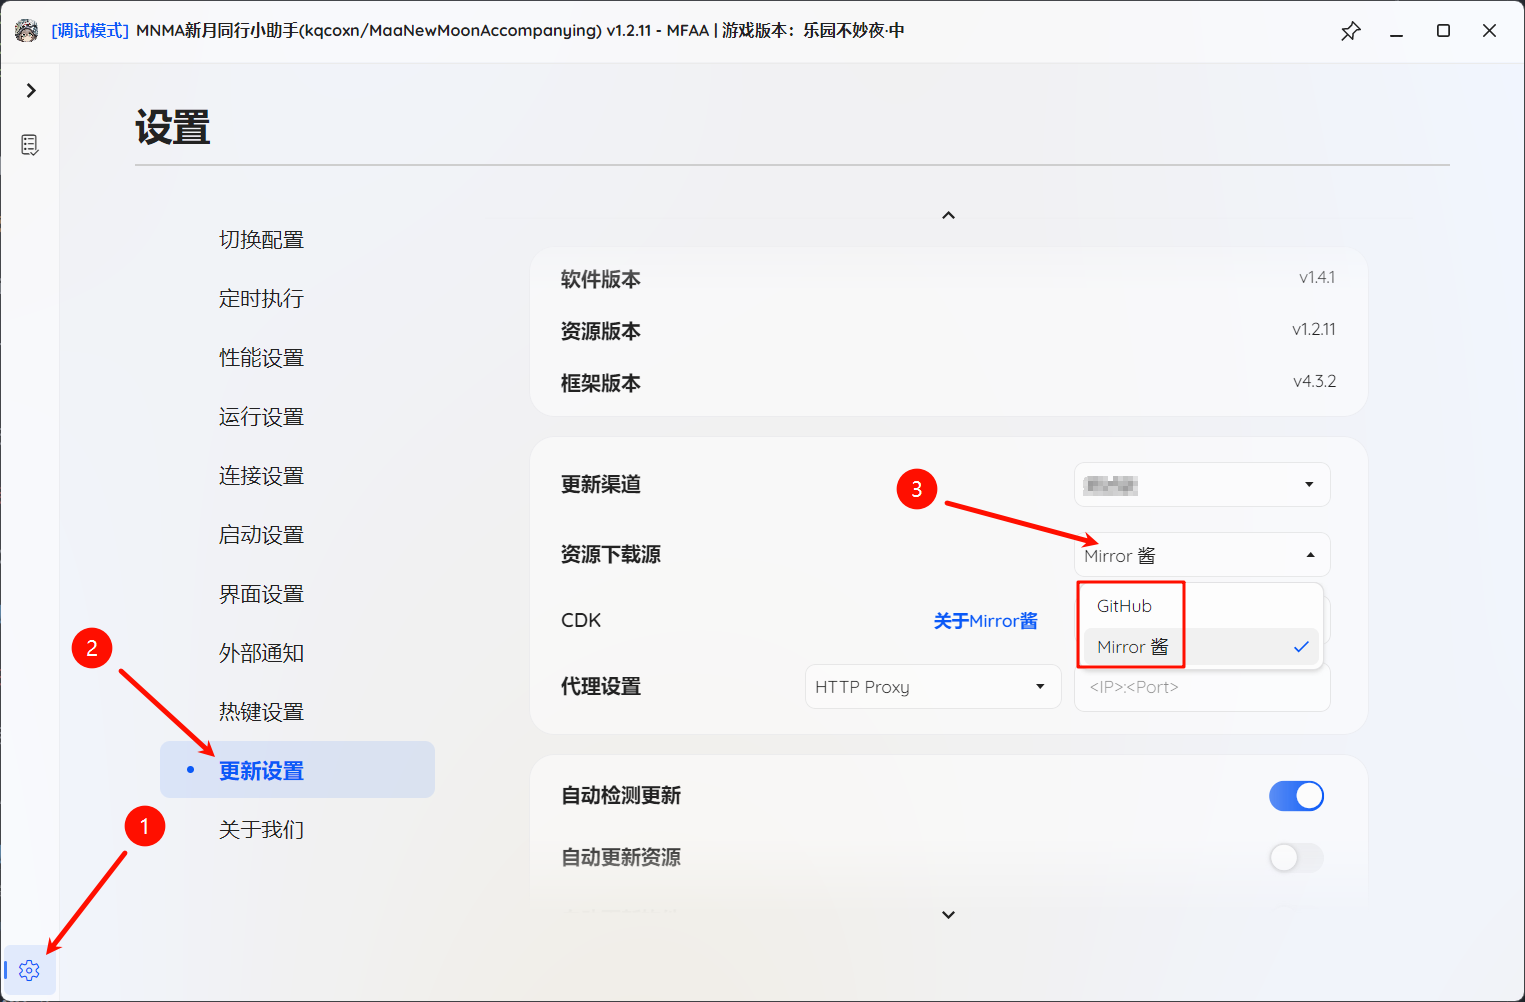 [调试模式] MNMA新月同行小助手(kqcoxn/MaaNewMoonAccompanying) v1.2.11 - MFAA | 游戏版本：乐园不妙夜·中
设置
切换配置
定时执行
性能设置
运行设置
连接设置
启动设置
界面设置
外部通知
热键设置
更新设置
关于我们
1
2
3
软件版本 v1.4.1
资源版本 v1.2.11
框架版本 v4.3.2
更新渠道
资源下载源 Mirror 酱
GitHub
Mirror 酱
CDK 关于Mirror酱
代理设置 HTTP Proxy <IP>:<Port>
自动检测更新
自动更新资源